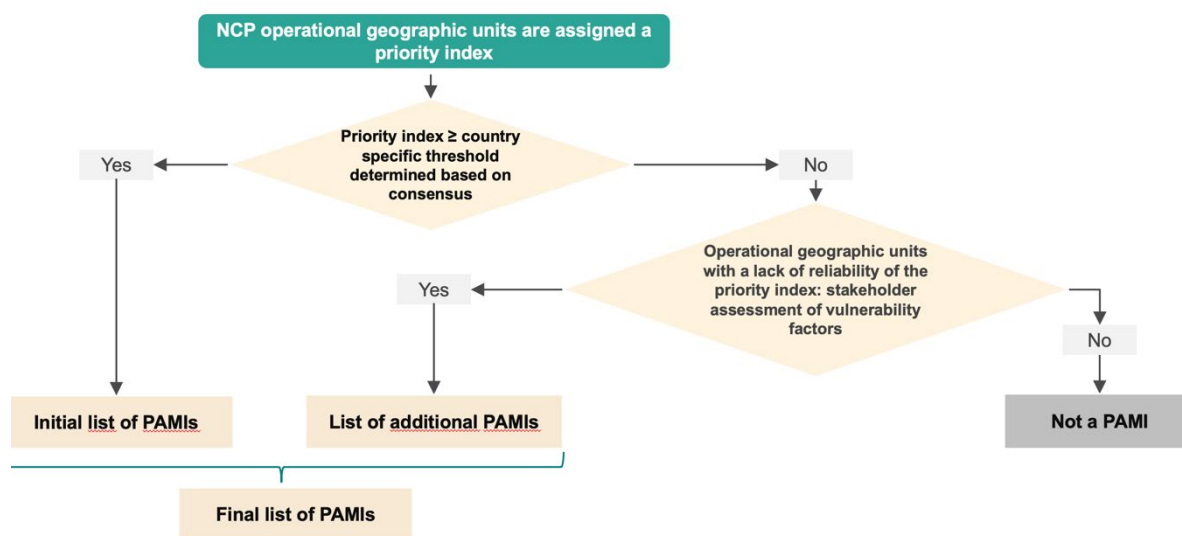 NCP operational geographic units are assigned a
priority index
Priority index ≥ country
specific threshold
determined based on
consensus
Yes
No
Operational geographic units
with a lack of reliability of the
priority index: stakeholder
assessment of vulnerability
factors
Yes
No
Initial list of PAMIs
List of additional PAMIs
Not a PAMI
Final list of PAMIs